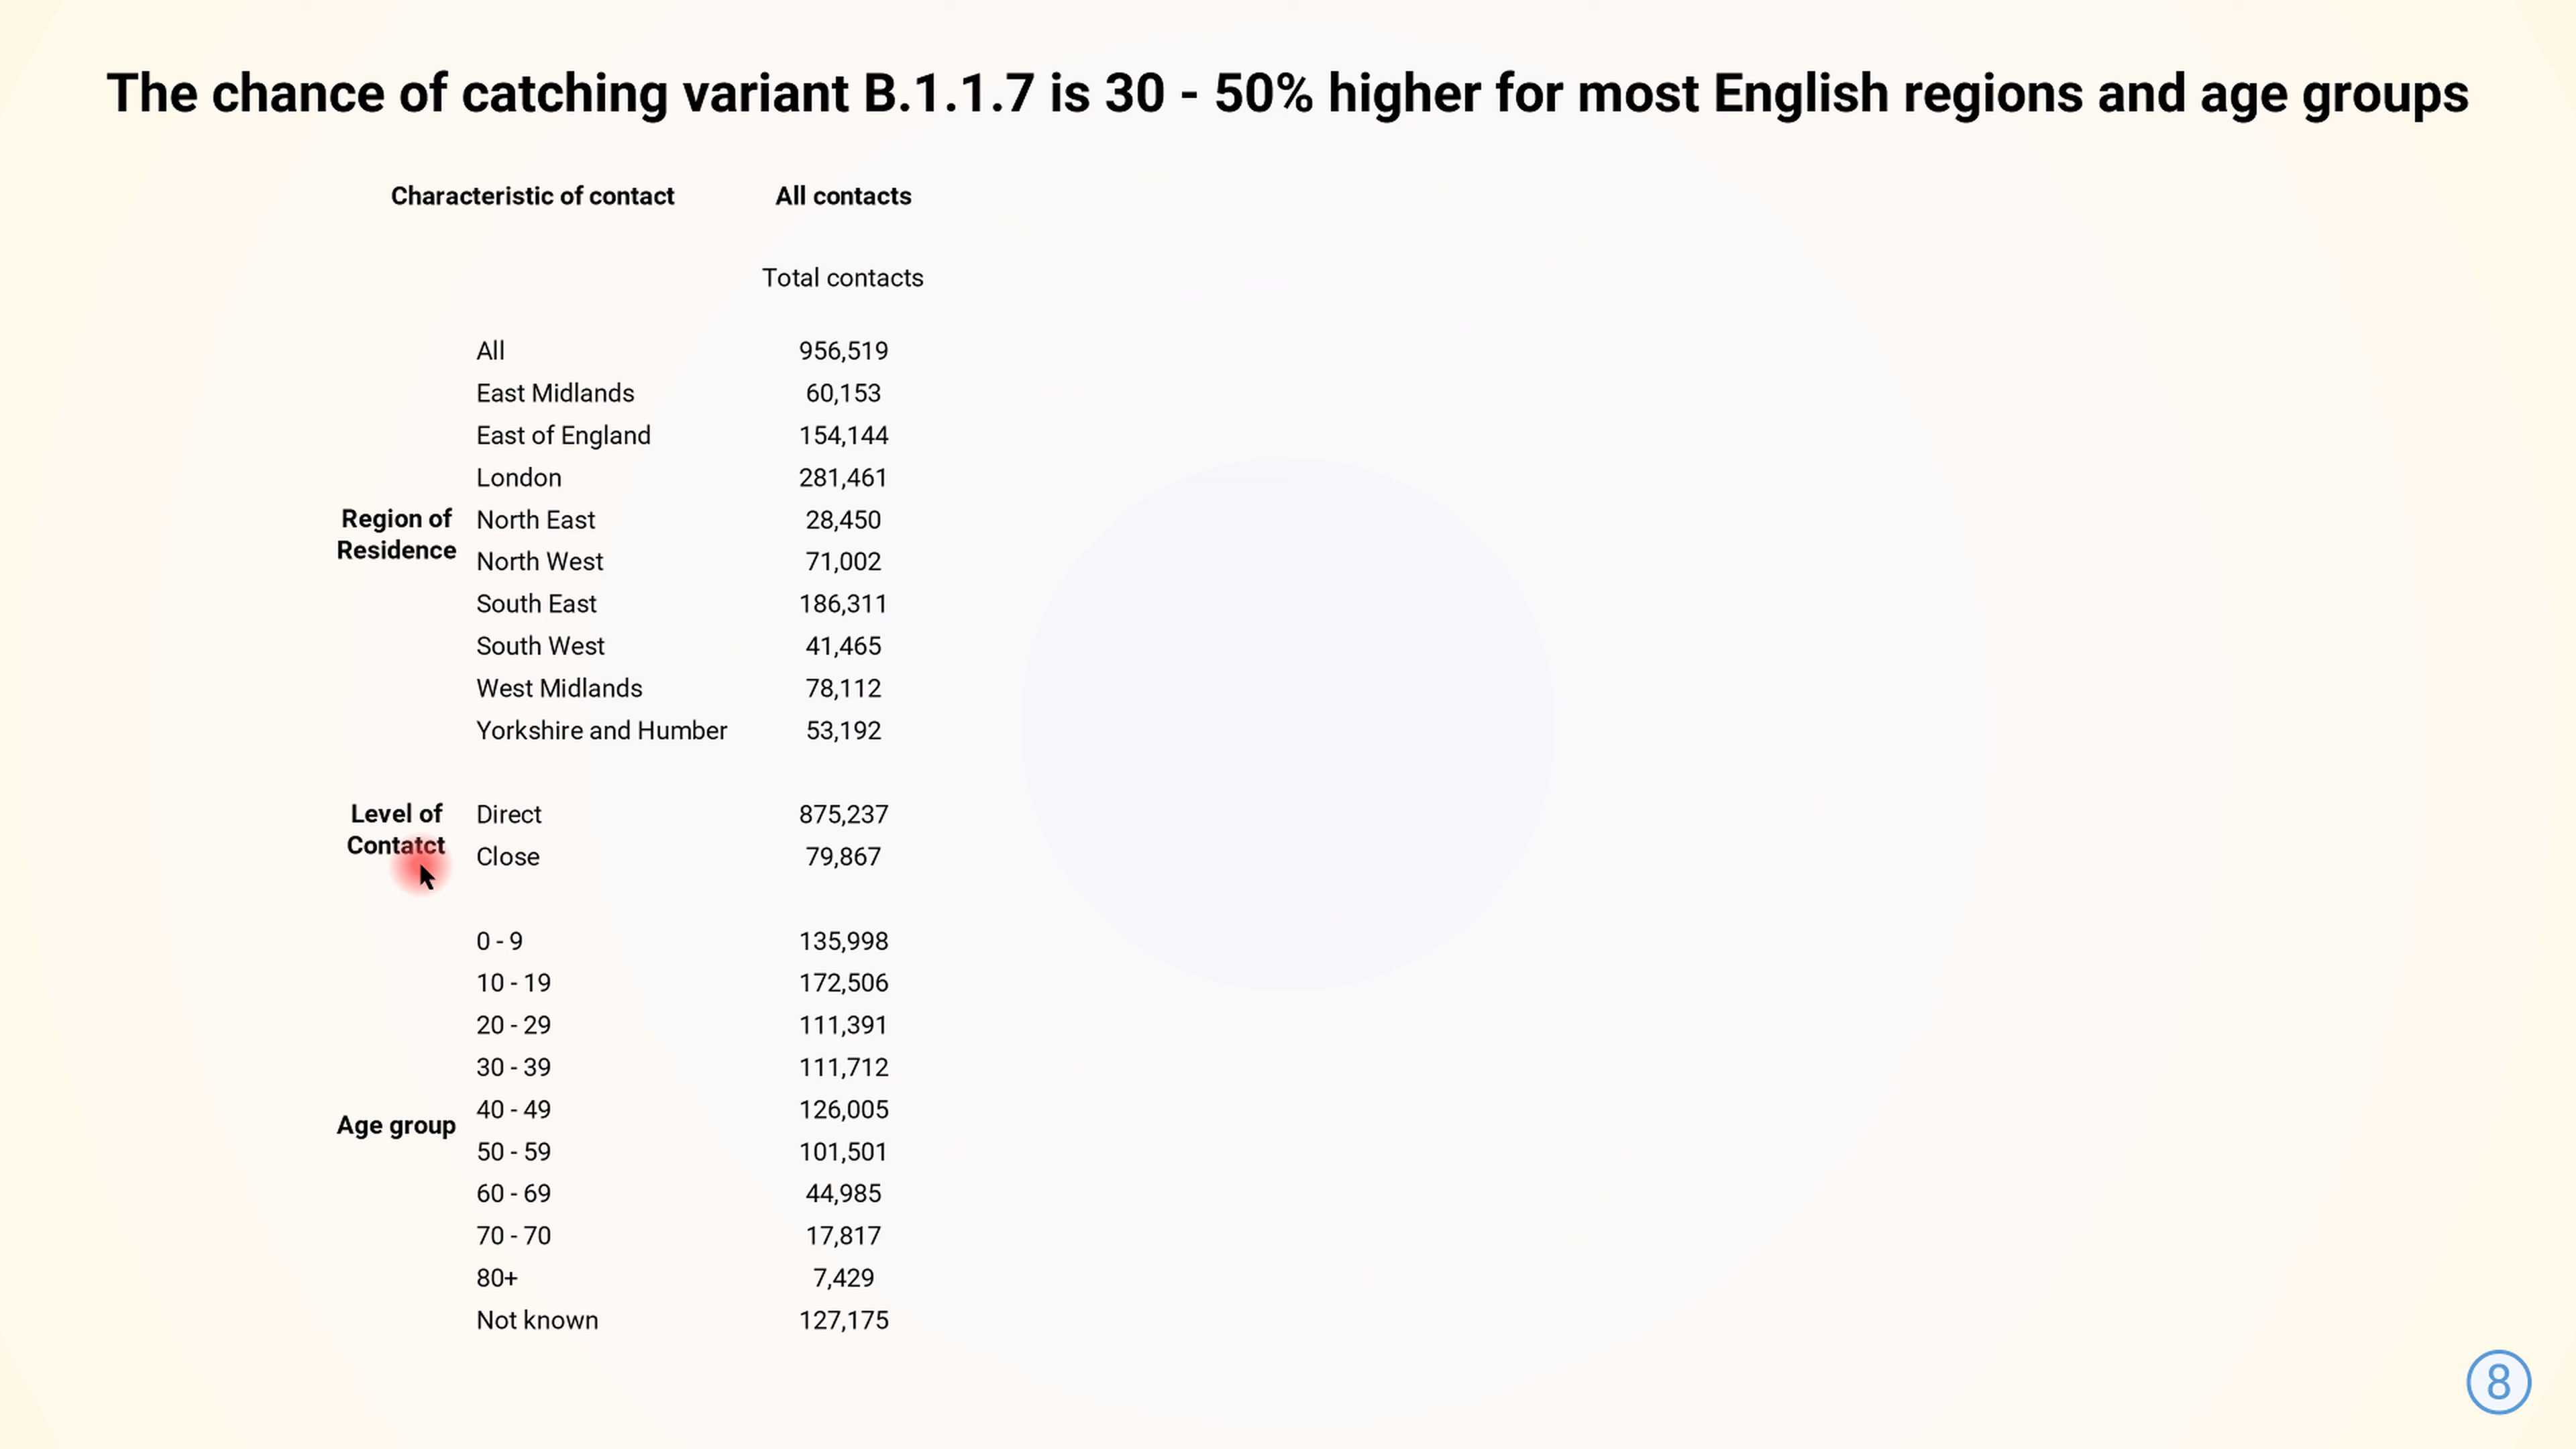 The chance of catching variant B.1.1.7 is 30 - 50% higher for most English regions and age groups
Characteristic of contact All contacts
Total contacts
All 956,519
East Midlands 60,153
East of England 154,144
London 281,461
Region of Residence
North East 28,450
North West 71,002
South East 186,311
South West 41,465
West Midlands 78,112
Yorkshire and Humber 53,192
Level of Contatct
Direct 875,237
Close 79,867
0 - 9 135,998
10 - 19 172,506
20 - 29 111,391
30 - 39 111,712
Age group
40 - 49 126,005
50 - 59 101,501
60 - 69 44,985
70 - 70 17,817
80+ 7,429
Not known 127,175
8